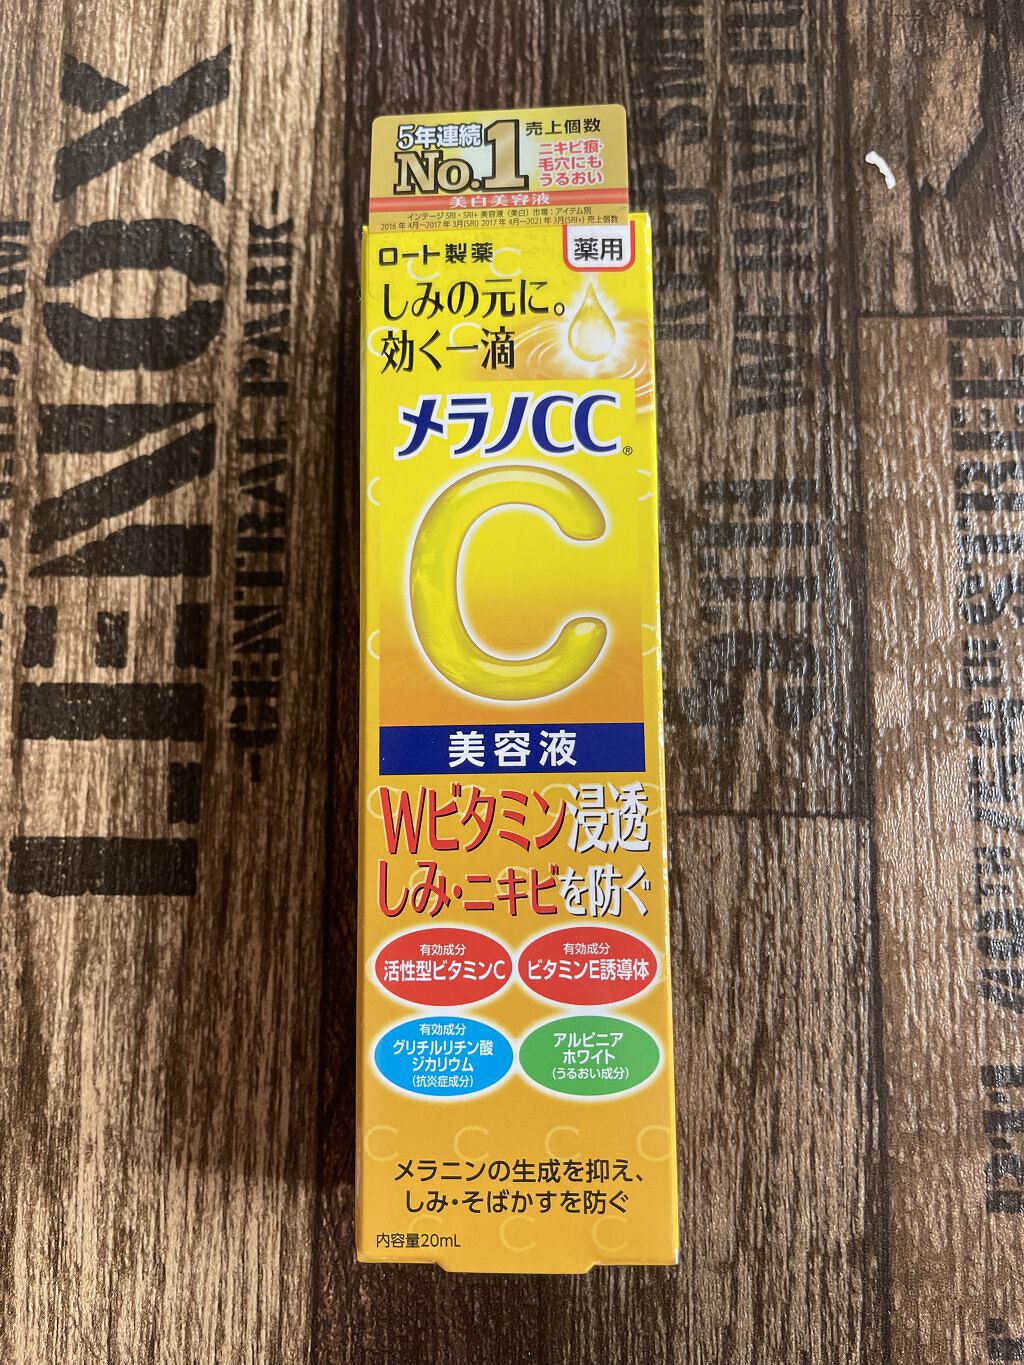 5年連続
No.1
売上個数
ニキビ痕・
毛穴にも
うるおい
美白美容液
インテージSRI・SRI+ 美容液(美白)市場:アイテム別
2016年4月〜2017年3月(SRI) 2017年4月〜2021年3月(SRI+) 売上個数
ロート製薬
薬用
しみの元に。
効く一滴
メラノCC®
C
美容液
Wビタミン浸透
しみ・ニキビを防ぐ
有効成分
活性型ビタミンC
有効成分
ビタミンE誘導体
有効成分
グリチルリチン酸
ジカリウム
(抗炎症成分)
アルピニア
ホワイト
(うるおい成分)
メラニンの生成を抑え、
しみ・そばかすを防ぐ
内容量20mL
LENOX
CENTRAL PARK